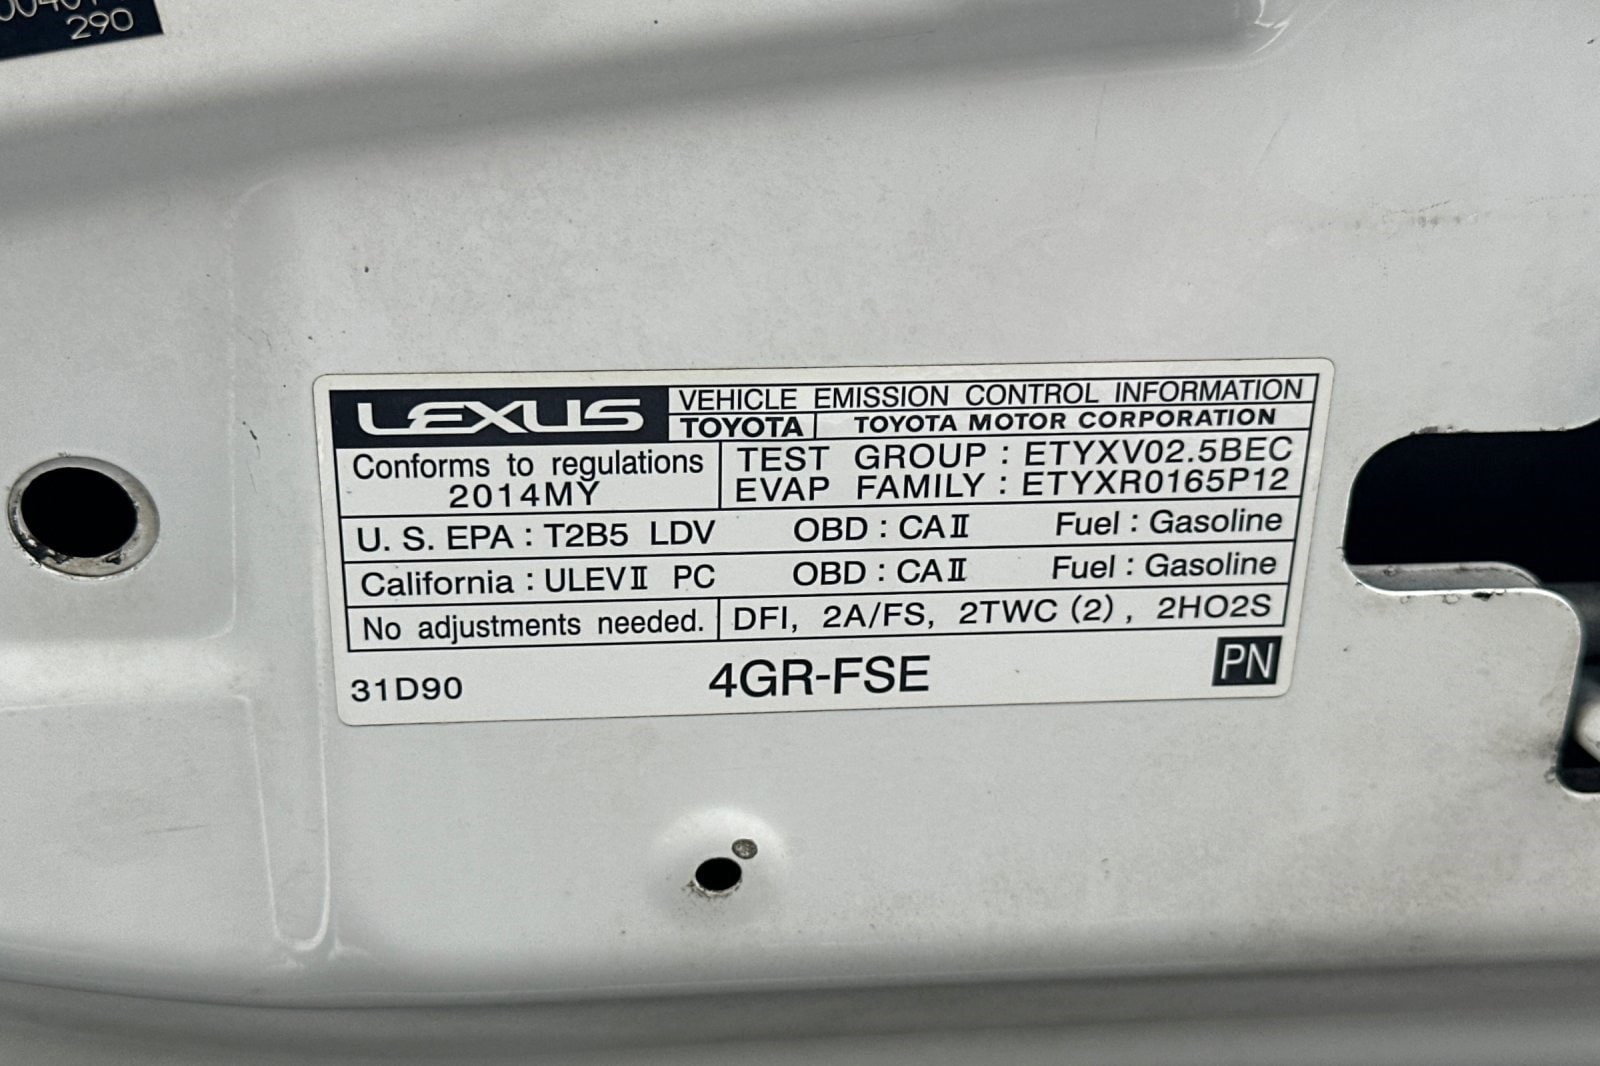 290
LEXUS
VEHICLE EMISSION CONTROL INFORMATION
TOYOTA TOYOTA MOTOR CORPORATION
Conforms to regulations
2014MY
TEST GROUP : ETYXV02.5BEC
EVAP FAMILY : ETYXR0165P12
U. S. EPA : T2B5 LDV OBD : CAⅡ Fuel : Gasoline
California : ULEVⅡ PC OBD : CAⅡ Fuel : Gasoline
No adjustments needed. DFI, 2A/FS, 2TWC (2) , 2HO2S
31D90 4GR-FSE PN